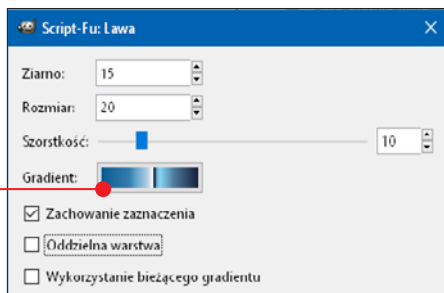 Script-Fu: Lawa
Ziarno: 15
Rozmiar: 20
Szorstkość: 10
Gradient:
Zachowanie zaznaczenia
Oddzielna warstwa
Wykorzystanie bieżącego gradientu